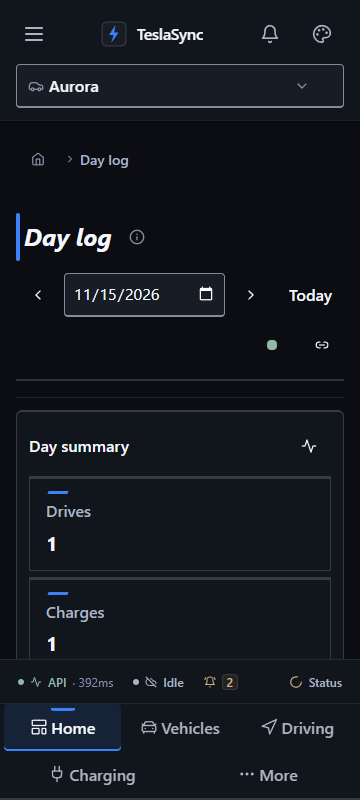 TeslaSync
Aurora
Day log
Day log
11/15/2026
Today
Day summary
Drives
1
Charges
1
API · 392ms
Idle
2
Status
Home
Vehicles
Driving
Charging
More